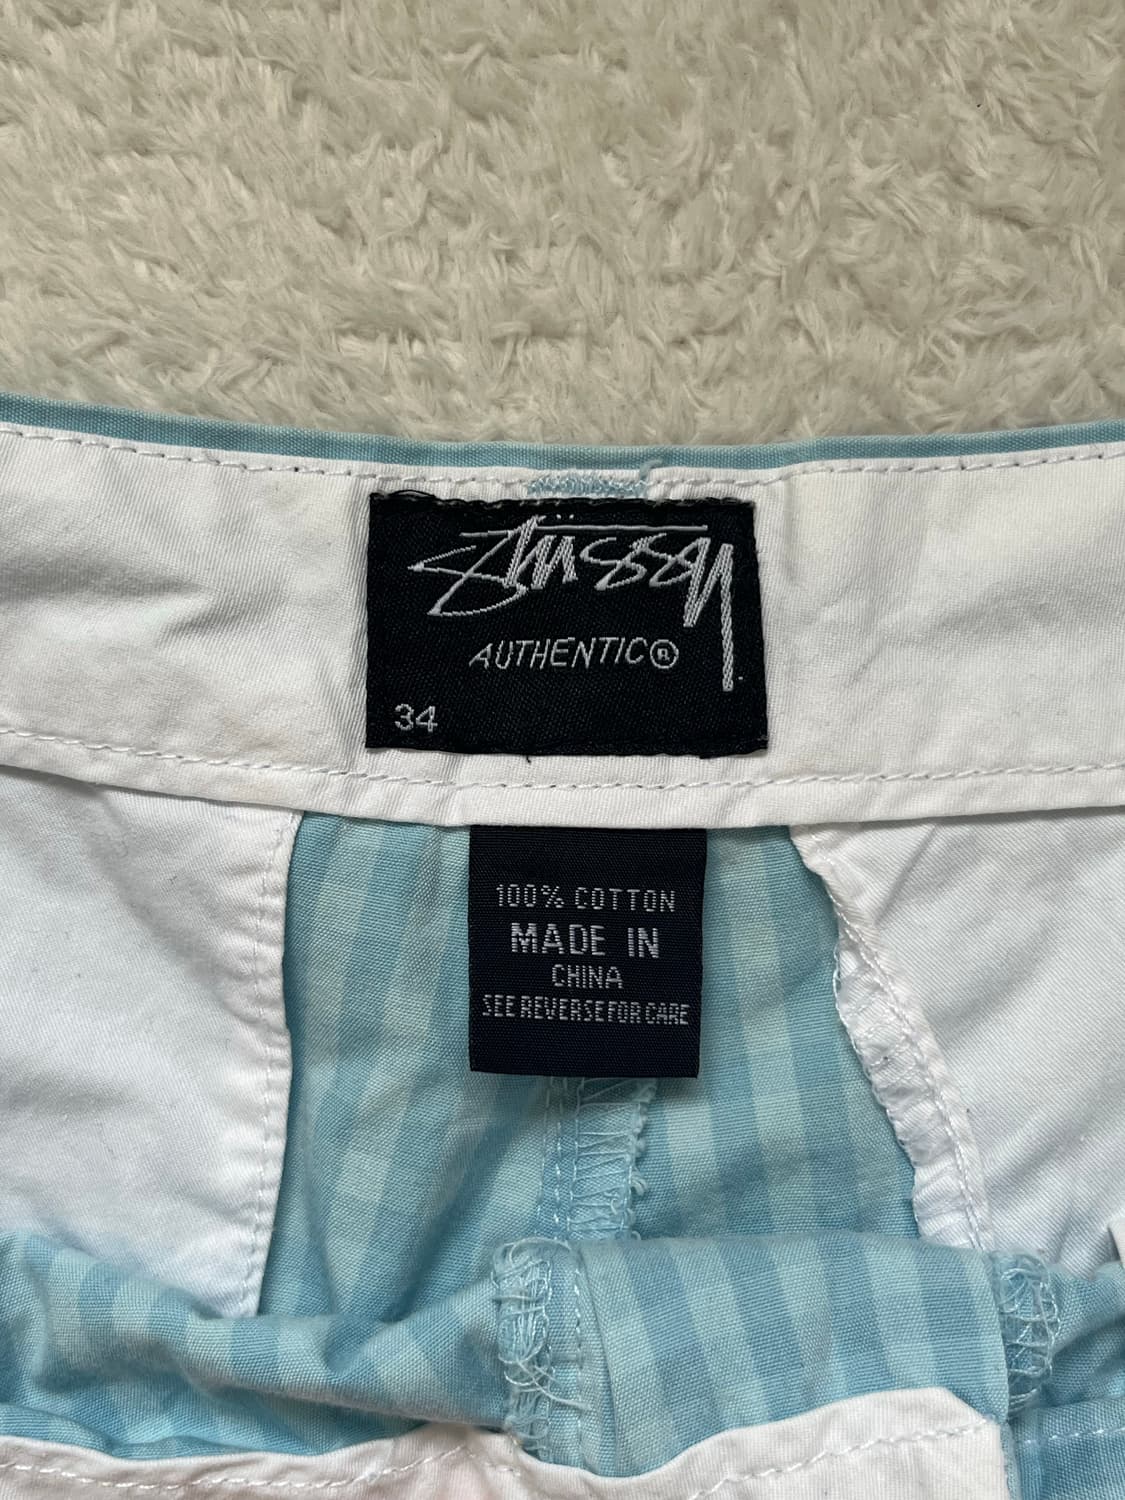 Stüssy
AUTHENTIC®
34
100% COTTON
MADE IN
CHINA
SEE REVERSE FOR CARE